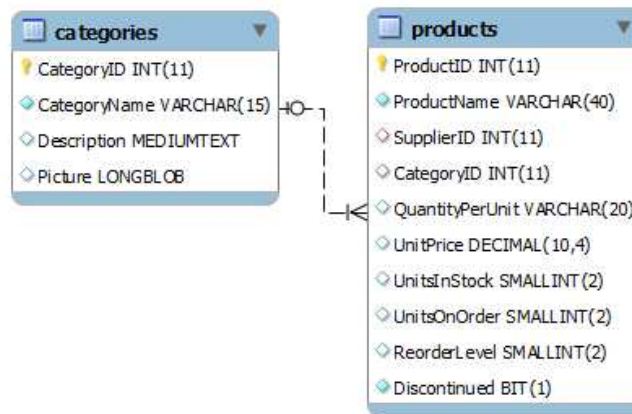 categories
CategoryID INT(11)
CategoryName VARCHAR(15)
Description MEDIUMTEXT
Picture LONGBLOB
products
ProductID INT(11)
ProductName VARCHAR(40)
SupplierID INT(11)
CategoryID INT(11)
QuantityPerUnit VARCHAR(20)
UnitPrice DECIMAL(10,4)
UnitsInStock SMALLINT(2)
UnitsOnOrder SMALLINT(2)
ReorderLevel SMALLINT(2)
Discontinued BIT(1)